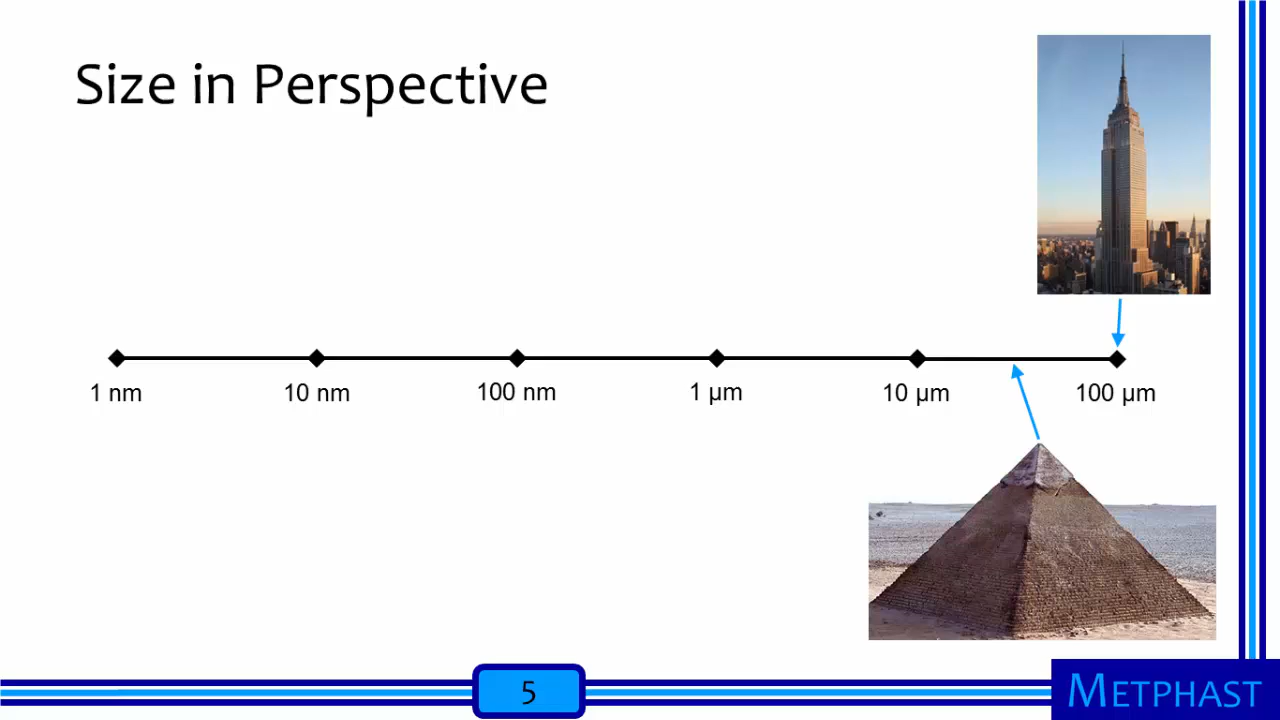 Size in Perspective
1 nm
10 nm
100 nm
1 µm
10 µm
100 µm
5
METPHAST